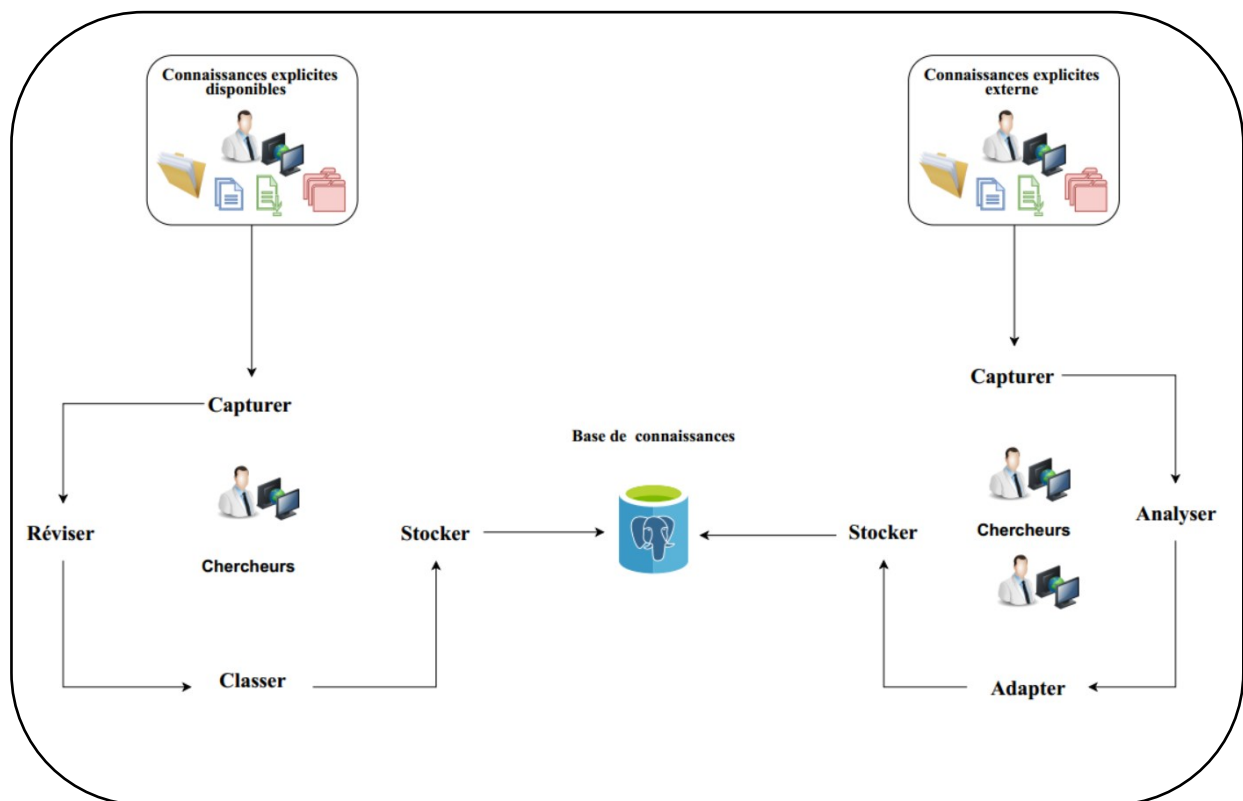 Connaissances explicites
disponibles
Connaissances explicites
externe
Capturer
Capturer
Base de connaissances
Réviser
Chercheurs
Stocker
Stocker
Chercheurs
Analyser
Classer
Adapter